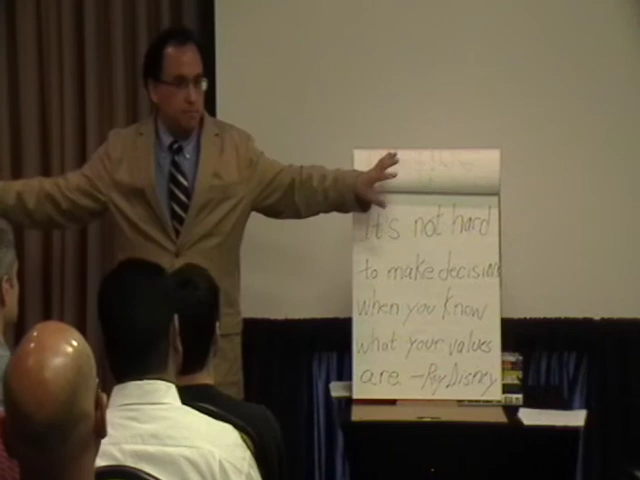 It's not hard
to make decisions
when you know
what your values
are. - Roy Disney